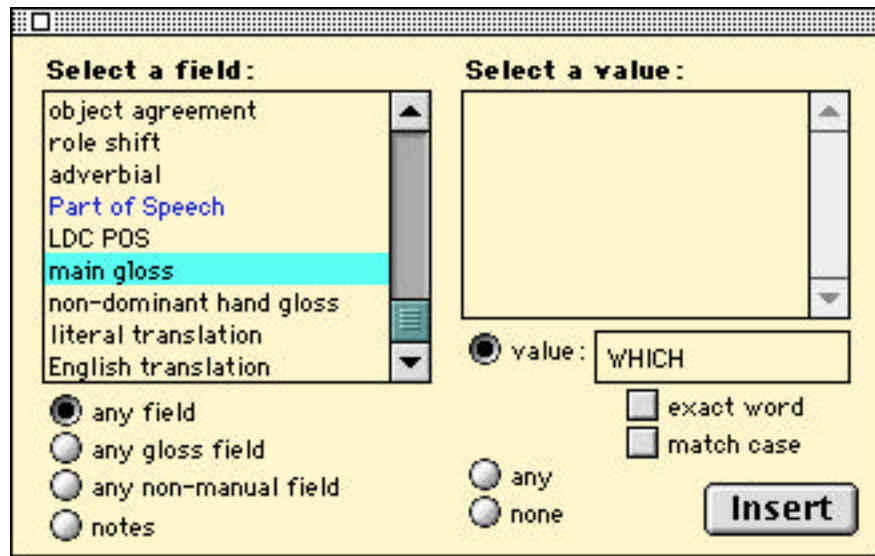 Select a field:
object agreement
role shift
adverbial
Part of Speech
LDC POS
main gloss
non-dominant hand gloss
literal translation
English translation
any field
any gloss field
any non-manual field
notes
Select a value:
value: WHICH
exact word
match case
any
none
Insert